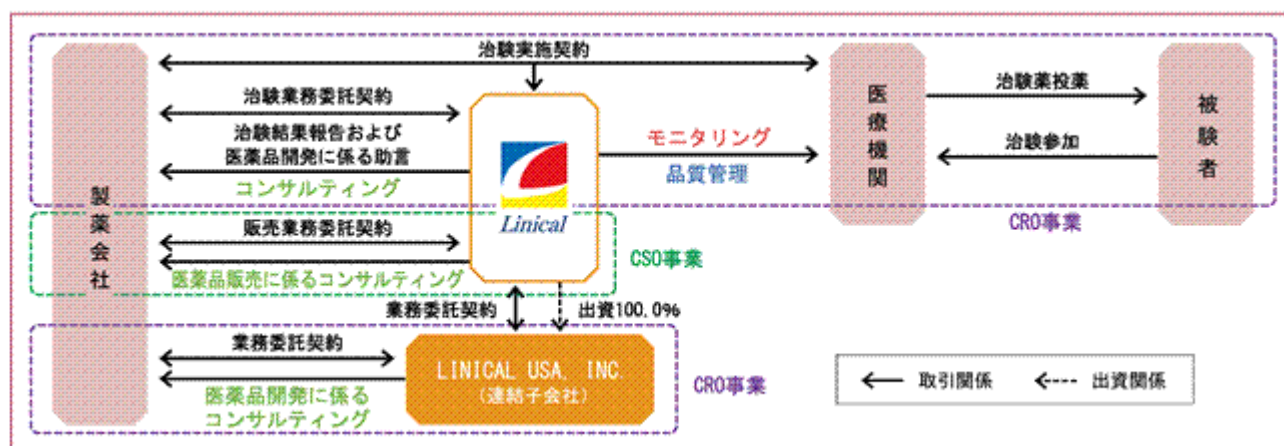 治験実施契約
治験業務委託契約
治験結果報告および
医薬品開発に係る助言
コンサルティング
製薬会社
Linical
モニタリング
品質管理
医療機関
治験薬投薬
治験参加
被験者
CRO事業
販売業務委託契約
医薬品販売に係るコンサルティング
CSO事業
業務委託契約
出資100.0%
業務委託契約
医薬品開発に係る
コンサルティング
LINICAL USA, INC.
(連結子会社)
CRO事業
取引関係
出資関係